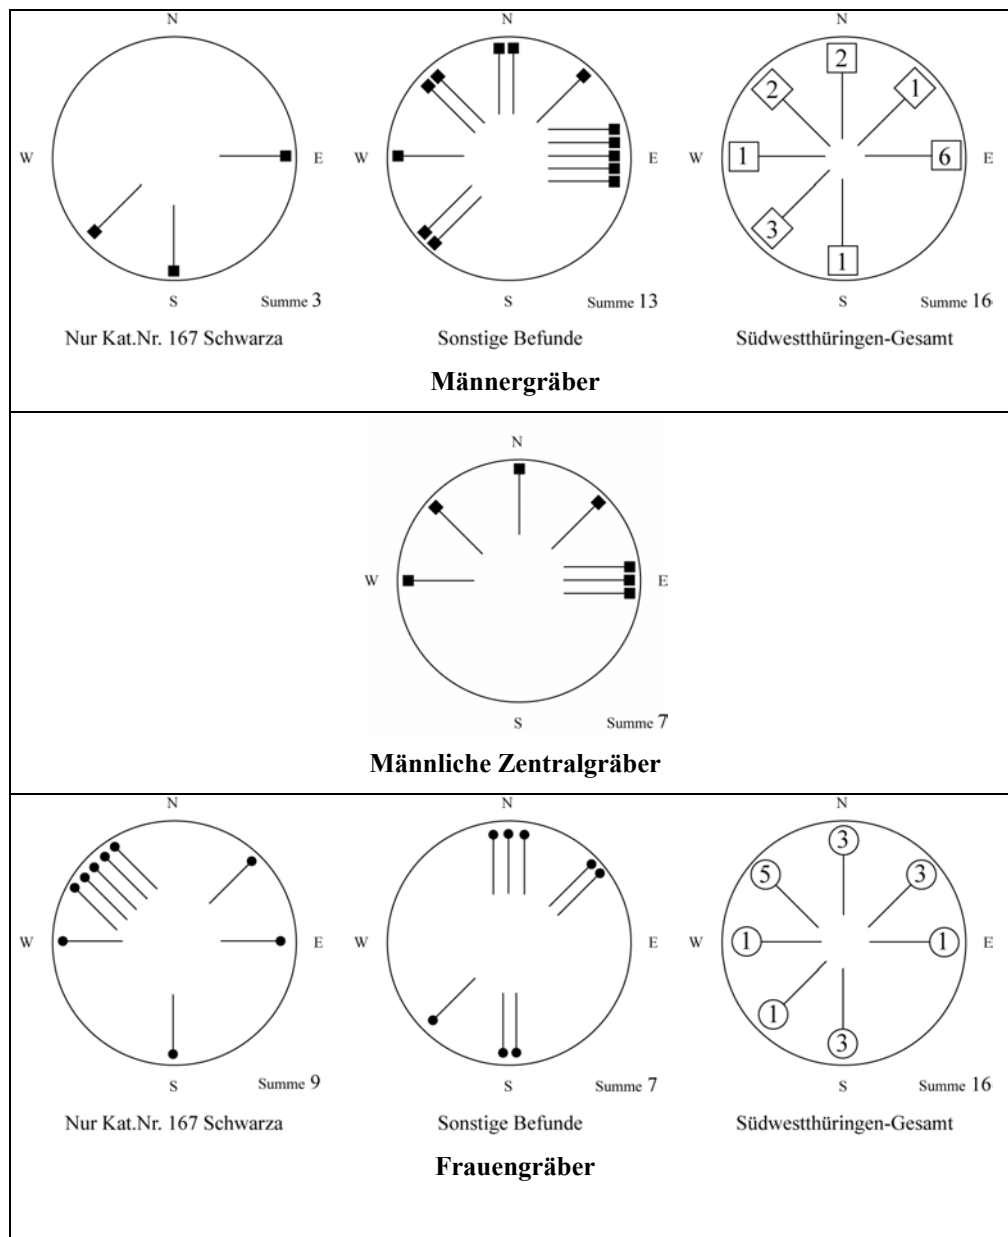 N
N
N
W
E
W
E
W
E
2
2
1
1
6
3
1
S
Summe 3
S
Summe 13
S
Summe 16
Nur Kat.Nr. 167 Schwarza
Sonstige Befunde
Südwestthüringen-Gesamt
Männergräber
N
W
E
S
Summe 7
Männliche Zentralgräber
N
N
N
W
E
W
E
W
E
3
5
3
1
1
1
3
S
Summe 9
S
Summe 7
S
Summe 16
Nur Kat.Nr. 167 Schwarza
Sonstige Befunde
Südwestthüringen-Gesamt
Frauengräber